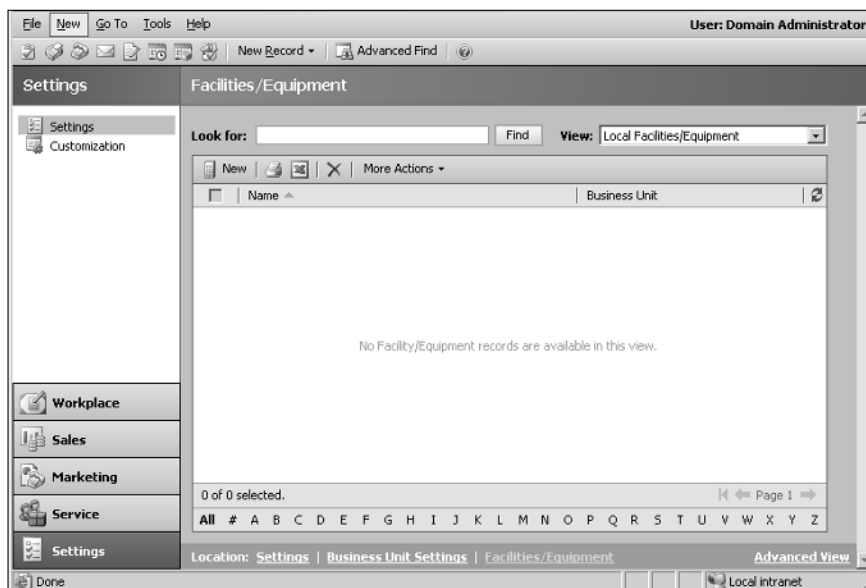 File New Go To Tools Help User: Domain Administrator
New Record Advanced Find
Settings Facilities/Equipment
Settings
Customization
Look for: Find View: Local Facilities/Equipment
New More Actions
Name Business Unit
No Facility/Equipment records are available in this view.
Workplace
Sales
Marketing
Service
Settings
0 of 0 selected. Page 1
All # A B C D E F G H I J K L M N O P Q R S T U V W X Y Z
Location: Settings | Business Unit Settings | Facilities/Equipment Advanced View
Done Local intranet